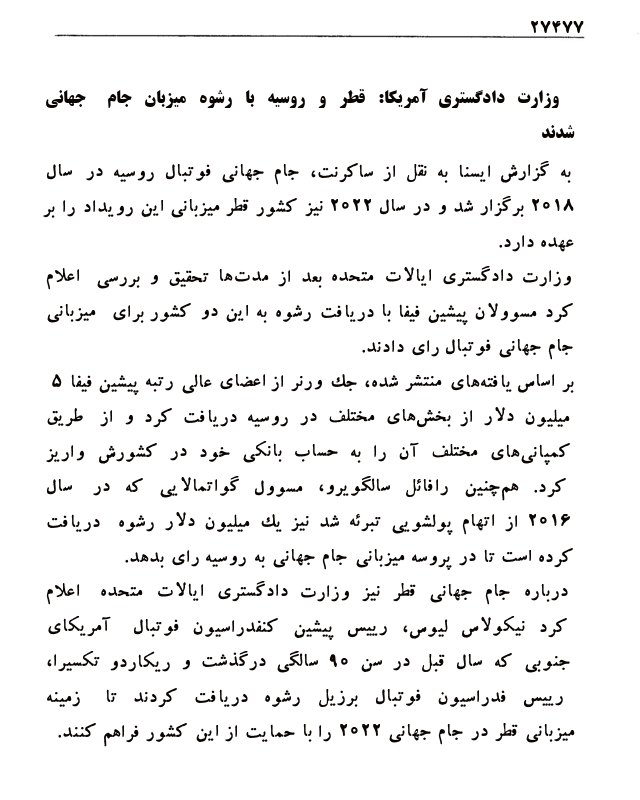 ۲۷۴۷۷
وزارت دادگستری آمریکا: قطر و روسیه با رشوه میزبان جام جهانی
شدند
به گزارش ایسنا به نقل از ساکرنت، جام جهانی فوتبال روسیه در سال
۲۰۱۸ برگزار شد و در سال ۲۰۲۲ نیز کشور قطر میزبانی این رویداد را بر
عهده دارد.
وزارت دادگستری ایالات متحده بعد از مدت‌ها تحقیق و بررسی اعلام
کرد مسوولان پیشین فیفا با دریافت رشوه به این دو کشور برای میزبانی
جام جهانی فوتبال رای دادند.
بر اساس یافته‌های منتشر شده، جك ورنر از اعضای عالی رتبه پیشین فیفا ۵
میلیون دلار از بخش‌های مختلف در روسیه دریافت کرد و از طریق
کمپانی‌های مختلف آن را به حساب بانکی خود در کشورش واریز
کرد. هم‌چنین رافائل سالگویرو، مسوول گواتمالایی که در سال
۲۰۱۶ از اتهام پولشویی تبرئه شد نیز یك میلیون دلار رشوه دریافت
کرده است تا در پروسه میزبانی جام جهانی به روسیه رای بدهد.
درباره جام جهانی قطر نیز وزارت دادگستری ایالات متحده اعلام
کرد نیکولاس لیوس، رییس پیشین کنفدراسیون فوتبال آمریکای
جنوبی که سال قبل در سن ۹۰ سالگی درگذشت و ریکاردو تکسیرا،
رییس فدراسیون فوتبال برزیل رشوه دریافت کردند تا زمینه
میزبانی قطر در جام جهانی ۲۰۲۲ را با حمایت از این کشور فراهم کنند.